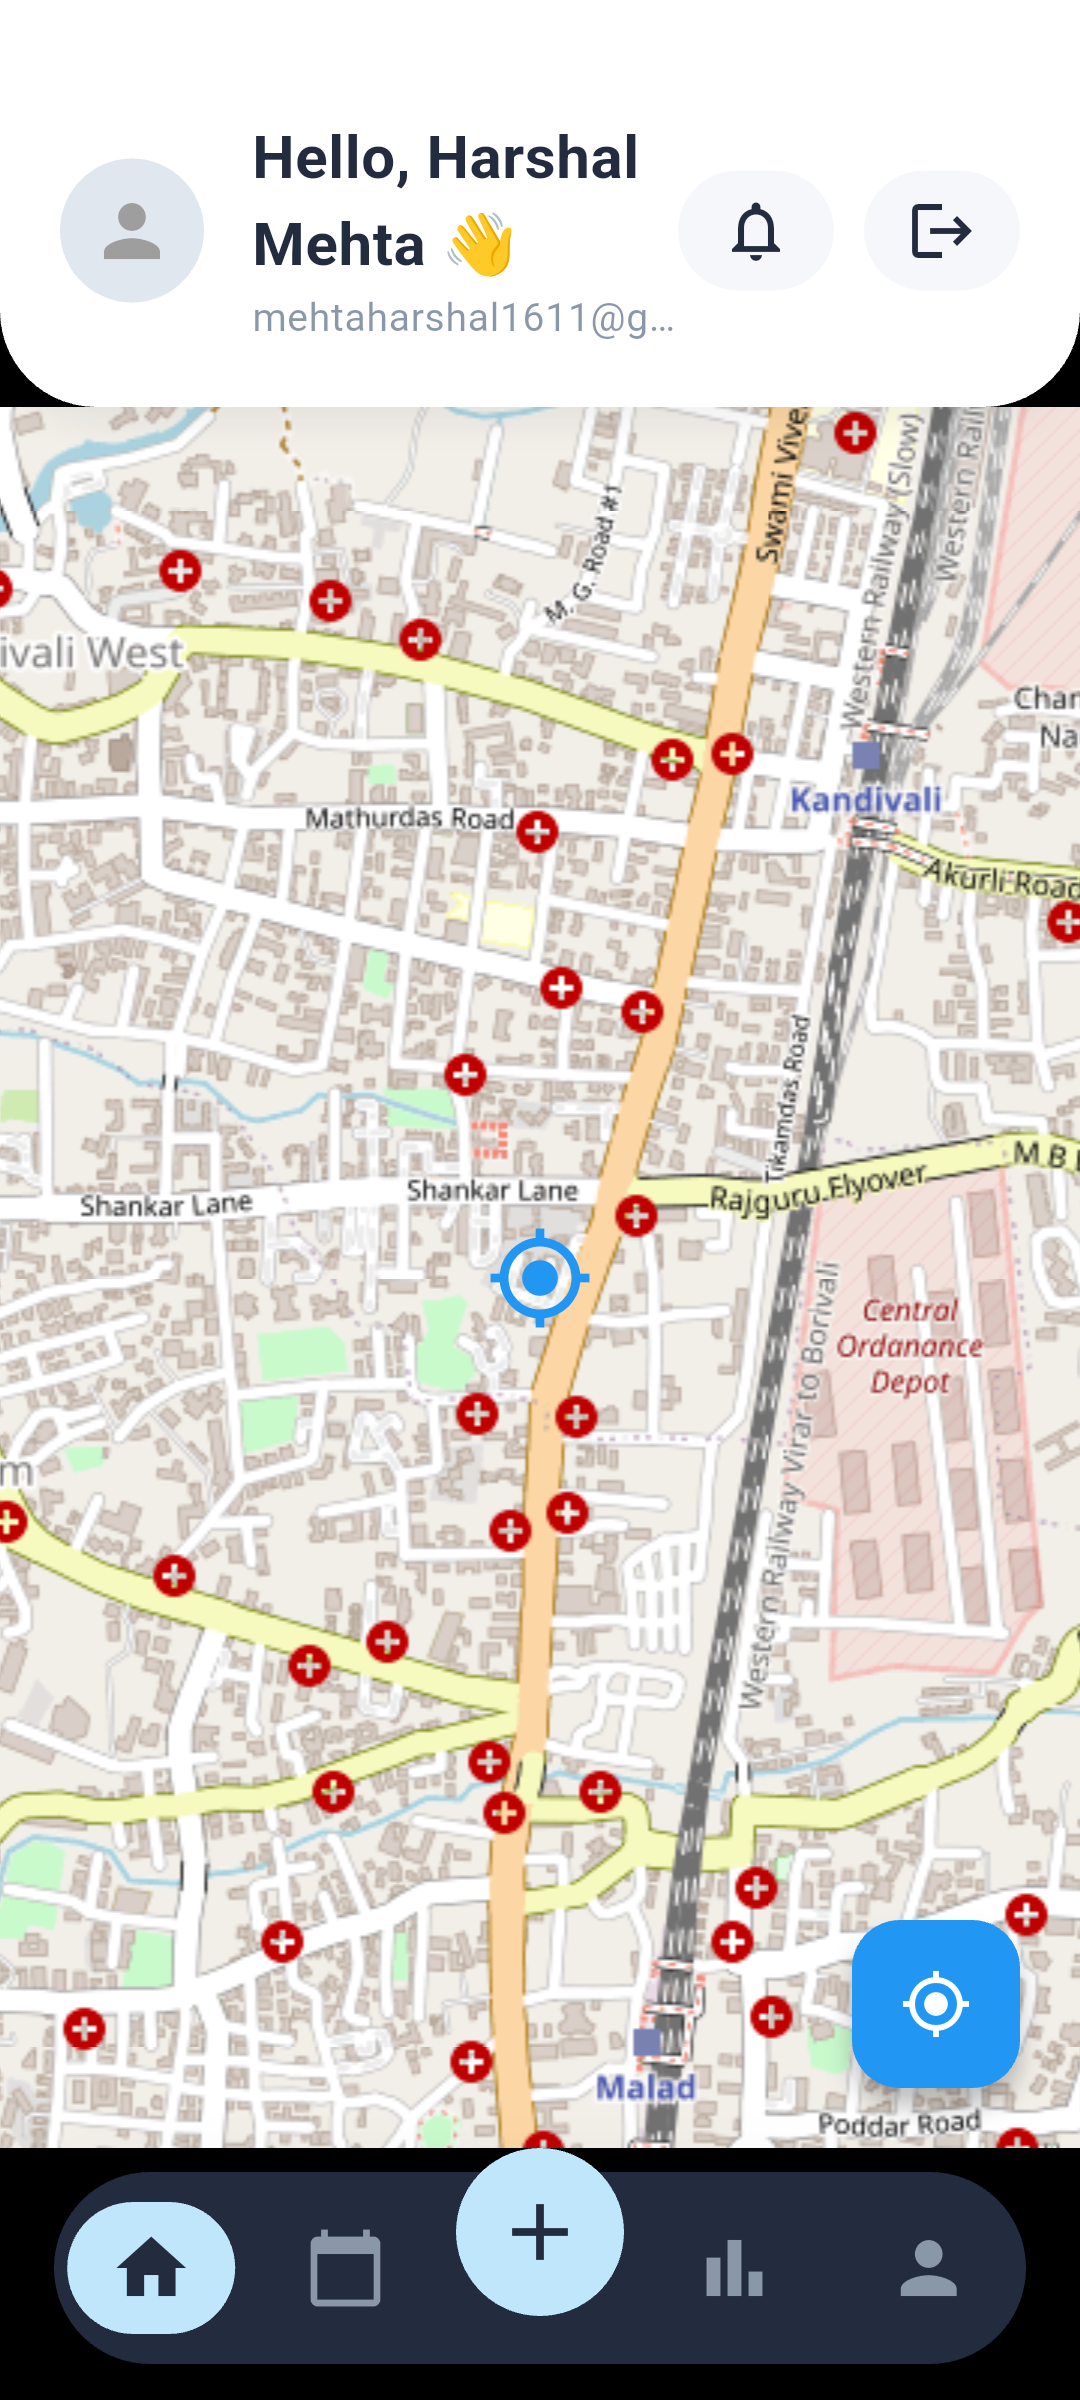 Hello, Harshal
Mehta 👋
mehtaharshal1611@g...
Swami Vive
Western Railway (Slow)
Western Rail
M. G. Road #1
ivali West
Char
Na
Kandivali
Mathurdas Road
Akurli Road
Tikamdas Road
M B
Shankar Lane
Shankar Lane
Rajguru Flyover
Central
Ordanance
Depot
Western Railway Virar to Borivali
m
Malad
Poddar Road